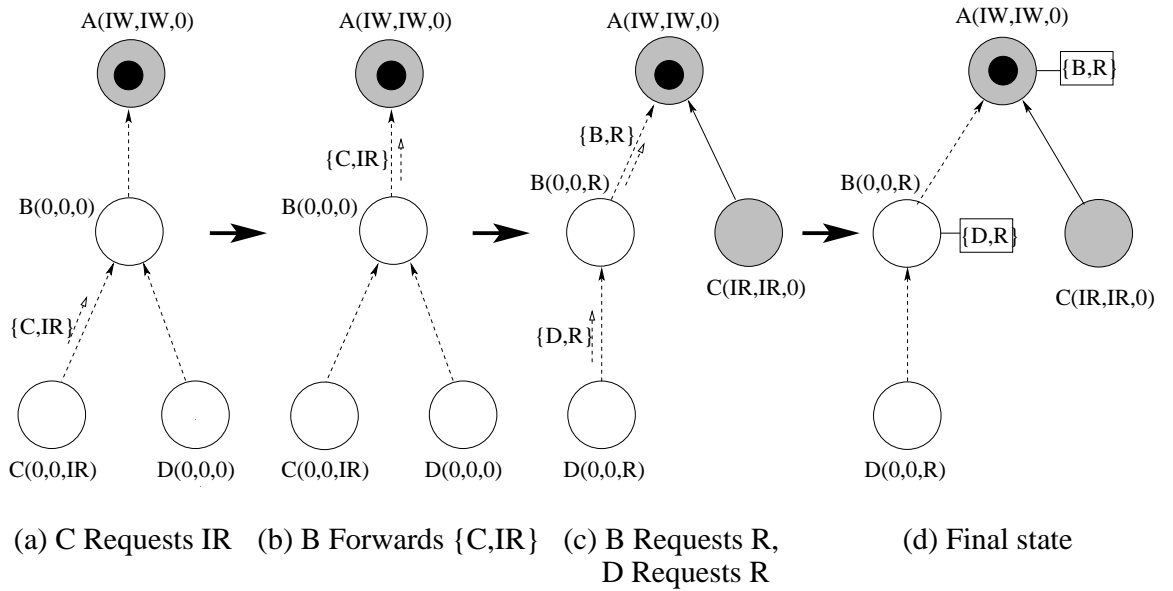 A(IW,IW,0)
B(0,0,0)
{C,IR}
C(0,0,IR)
D(0,0,0)
(a) C Requests IR
A(IW,IW,0)
{C,IR}
B(0,0,0)
C(0,0,IR)
D(0,0,0)
(b) B Forwards {C,IR}
A(IW,IW,0)
{B,R}
B(0,0,R)
C(IR,IR,0)
{D,R}
D(0,0,R)
(c) B Requests R,
D Requests R
A(IW,IW,0)
{B,R}
B(0,0,R)
{D,R}
C(IR,IR,0)
D(0,0,R)
(d) Final state